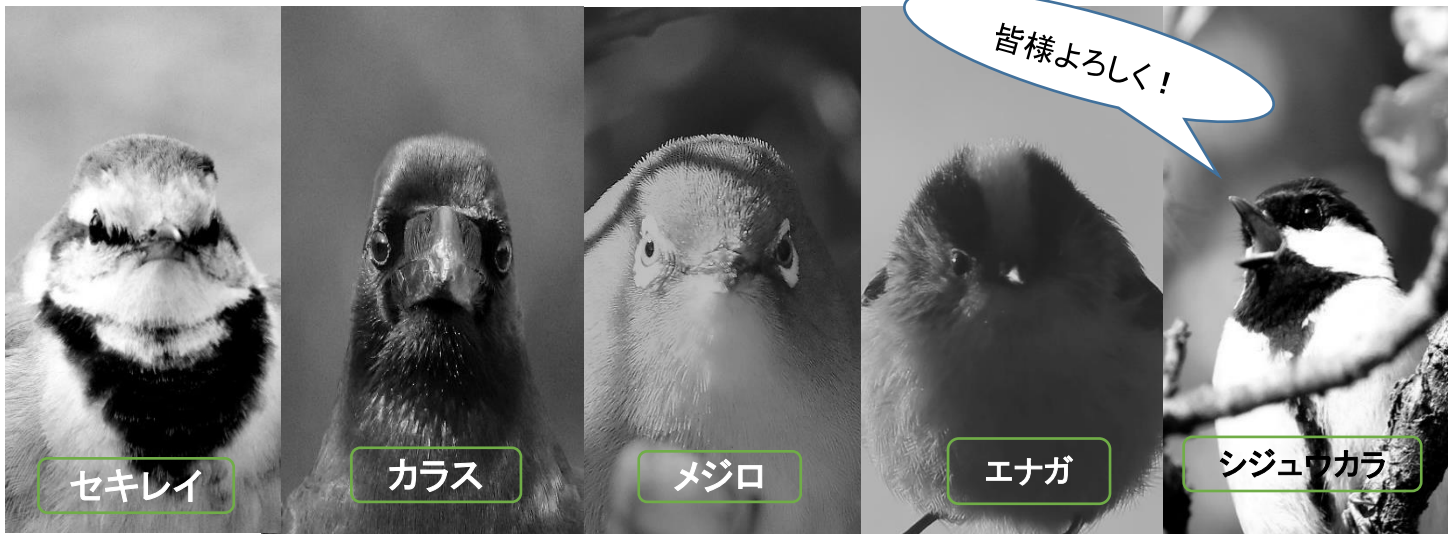 皆様よろしく!
セキレイ
カラス
メジロ
エナガ
シジュウカラ